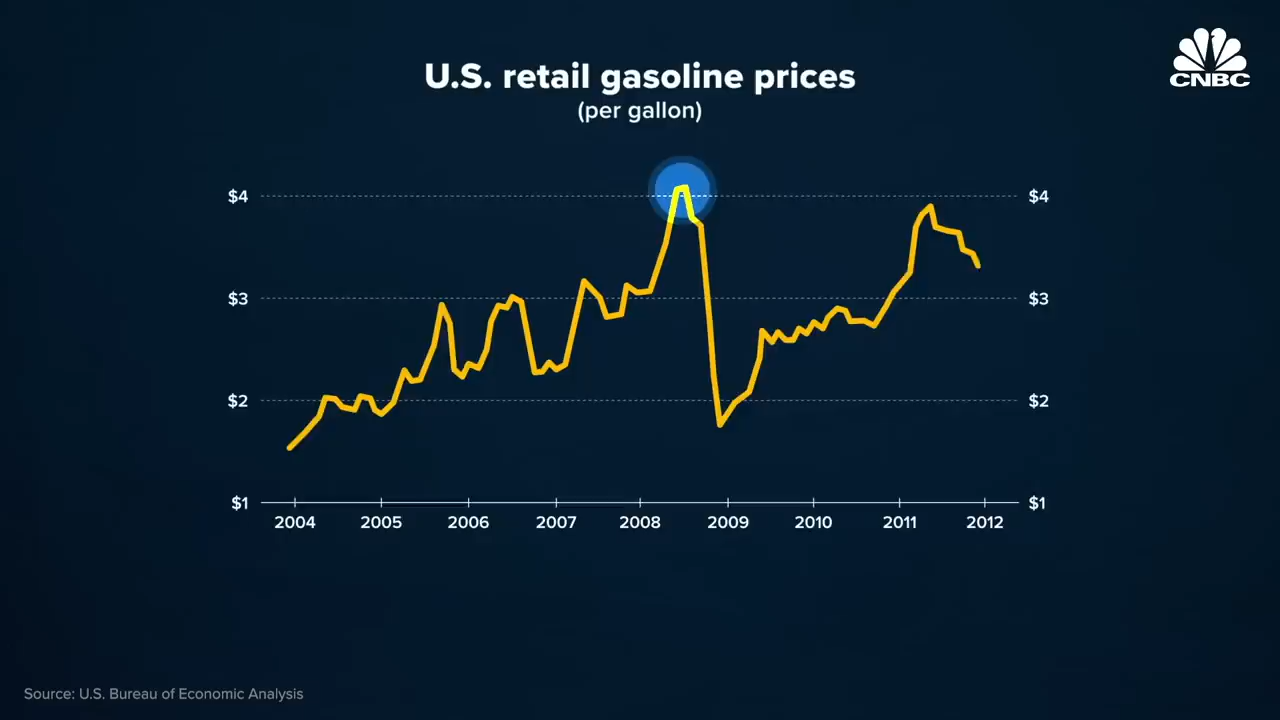 CNBC
U.S. retail gasoline prices
(per gallon)
$4 $4
$3 $3
$2 $2
$1 $1
2004 2005 2006 2007 2008 2009 2010 2011 2012
Source: U.S. Bureau of Economic Analysis